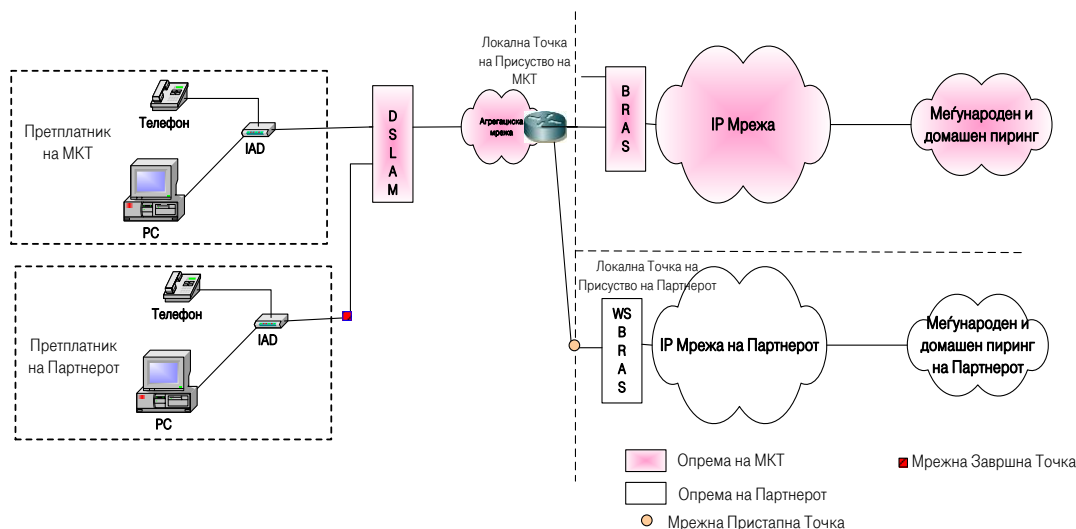 Локална Точка
на Присуство на
МКТ
Претплатник
на МКТ
Телефон
IAD
PC
D
S
L
A
M
Агрегациска
мрежа
B
R
A
S
IP Мрежа
Меѓународен и
домашен пиринг
Претплатник
на Партнерот
Телефон
IAD
PC
Локална Точка на
Присуство на Партнерот
WS
B
R
A
S
IP Мрежа на Партнерот
Меѓународен и
домашен пиринг
на Партнерот
Опрема на МКТ
Мрежна Завршна Точка
Опрема на Партнерот
Мрежна Пристапна Точка